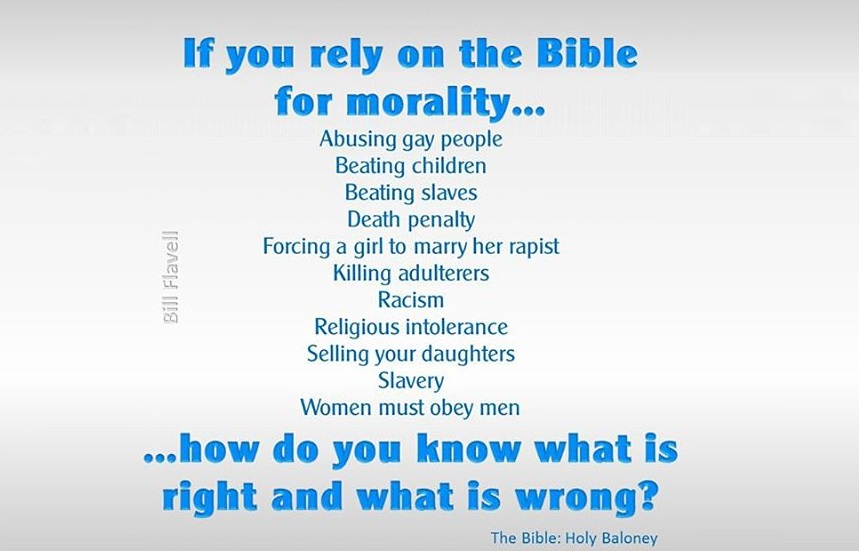 If you rely on the Bible
for morality...
Abusing gay people
Beating children
Beating slaves
Death penalty
Forcing a girl to marry her rapist
Killing adulterers
Racism
Religious intolerance
Selling your daughters
Slavery
Women must obey men
...how do you know what is
right and what is wrong?
The Bible: Holy Baloney
Bill Flavell